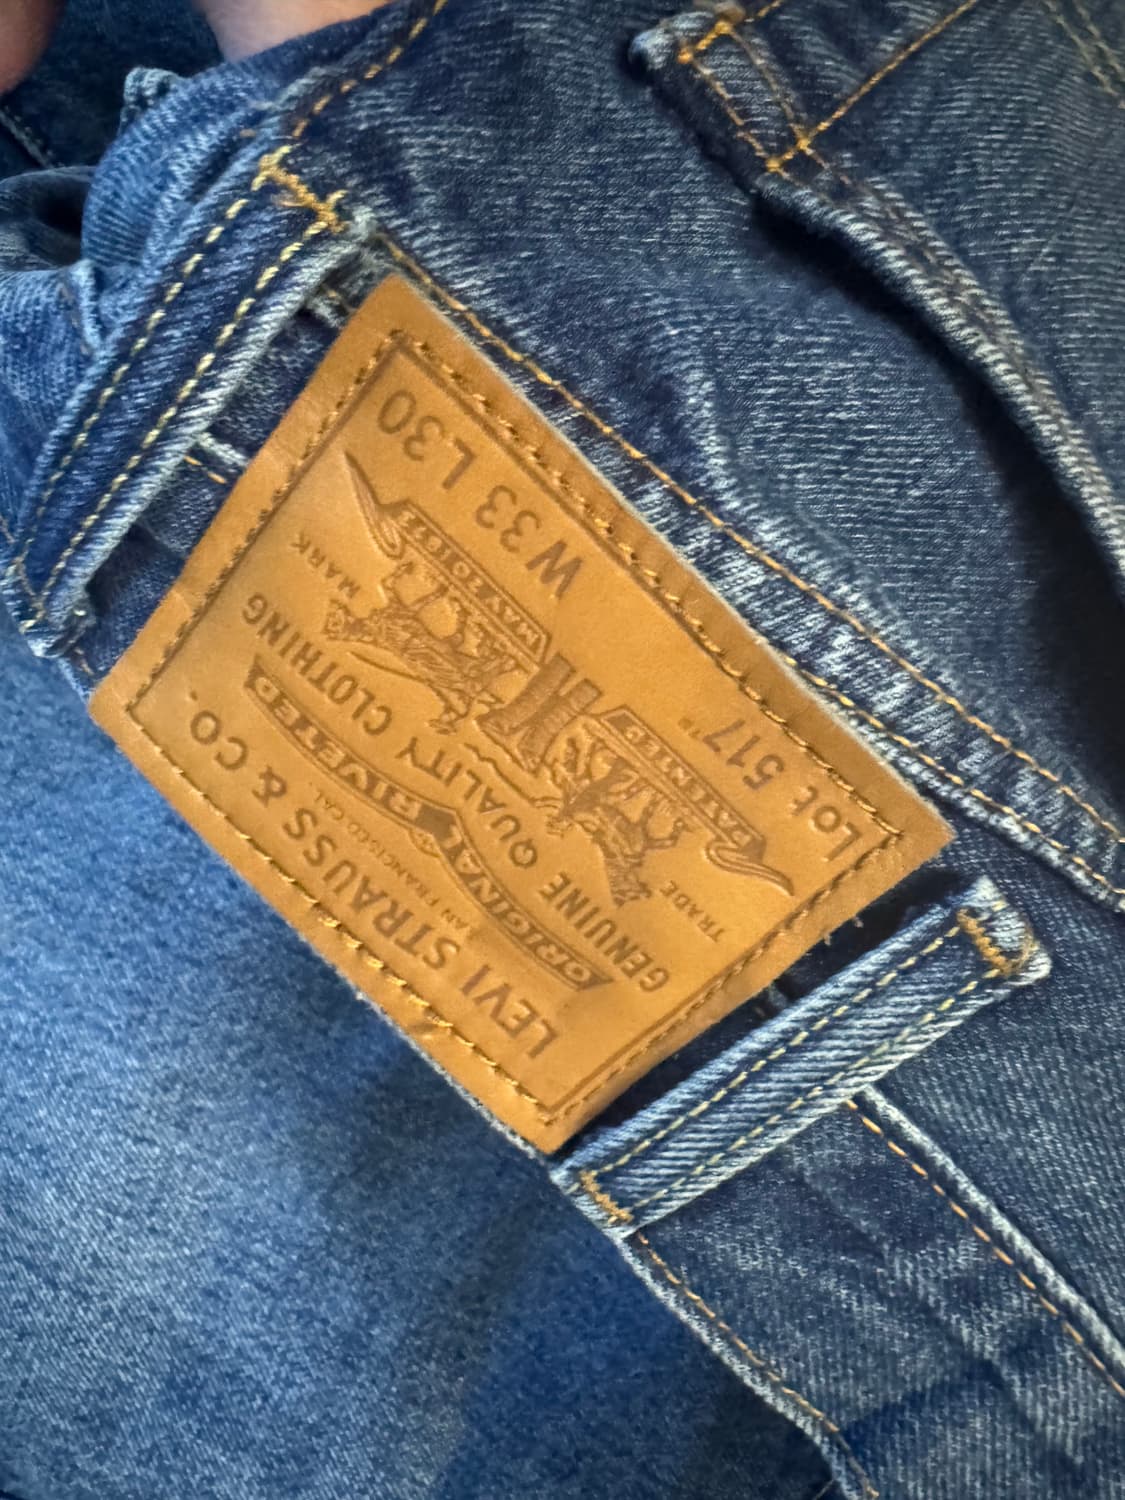 LEVI STRAUSS & CO.
SAN FRANCISCO CAL.
ORIGINAL RIVETED
GENUINE QUALITY CLOTHING
TRADE MARK
PATENTED MAY 20 1873
Lot 517™ W 33 L30